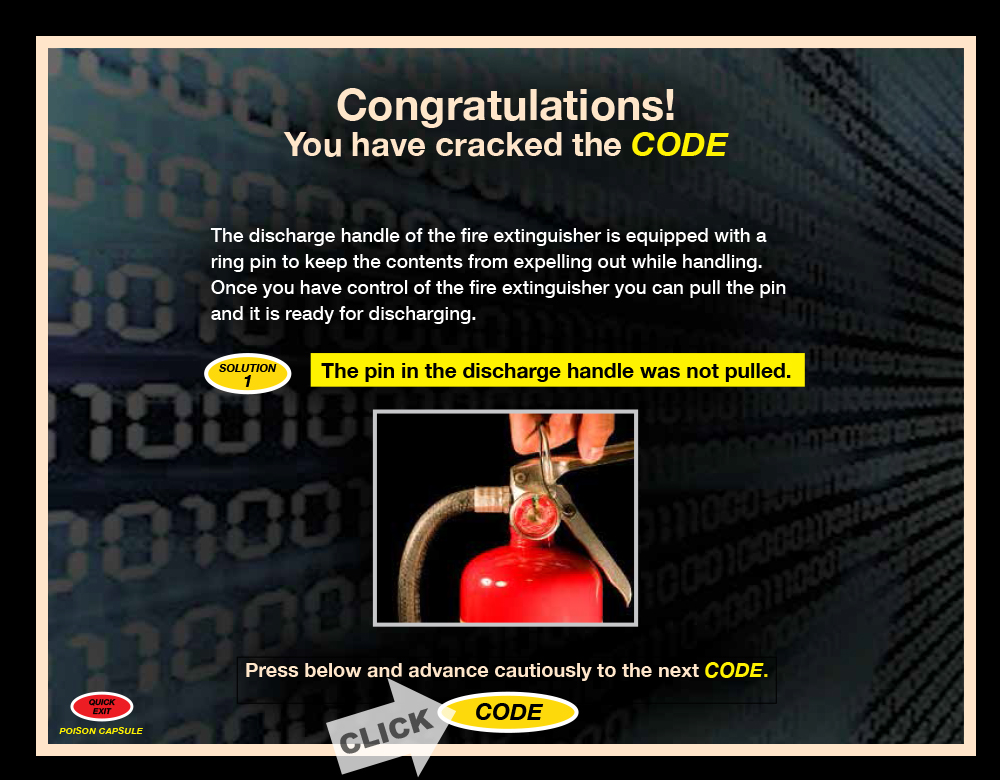 Congratulations!
You have cracked the CODE
The discharge handle of the fire extinguisher is equipped with a
ring pin to keep the contents from expelling out while handling.
Once you have control of the fire extinguisher you can pull the pin
and it is ready for discharging.
SOLUTION
1
The pin in the discharge handle was not pulled.
Press below and advance cautiously to the next CODE.
QUICK
EXIT
POISON CAPSULE
CLICK
CODE